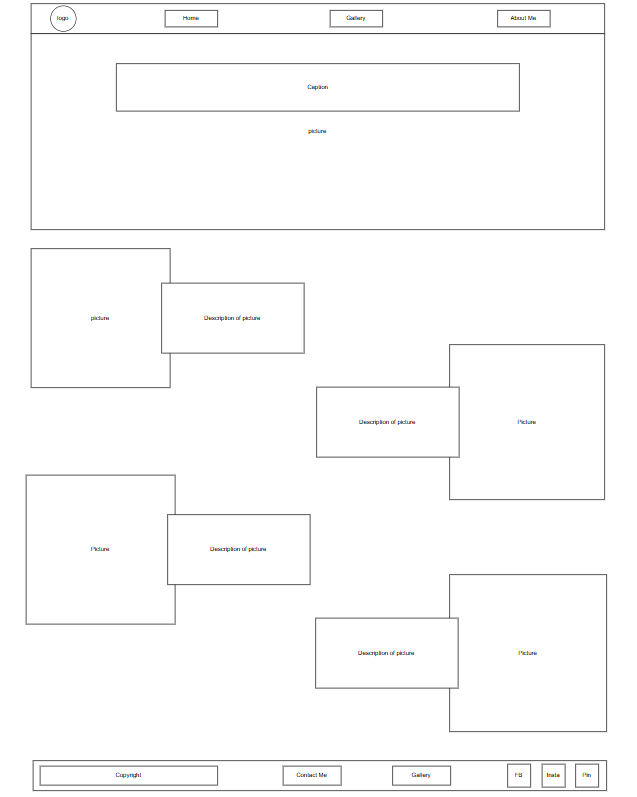 logo
Home
Gallery
About Me
Caption
picture
picture
Description of picture
Description of picture
Picture
Picture
Description of picture
Description of picture
Picture
Copyright
Contact Me
Gallery
FB
Insta
Pin